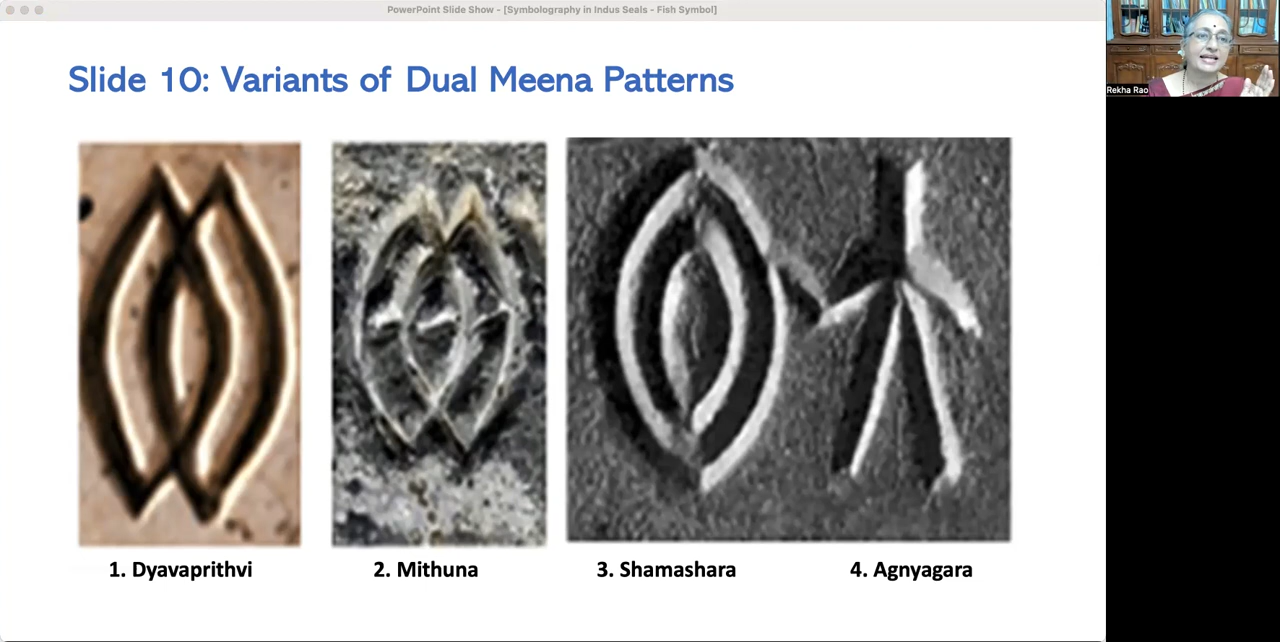 PowerPoint Slide Show - [Symbolography in Indus Seals - Fish Symbol]
Rekha Rao
Slide 10: Variants of Dual Meena Patterns
1. Dyavaprithvi
2. Mithuna
3. Shamashara
4. Agnyagara